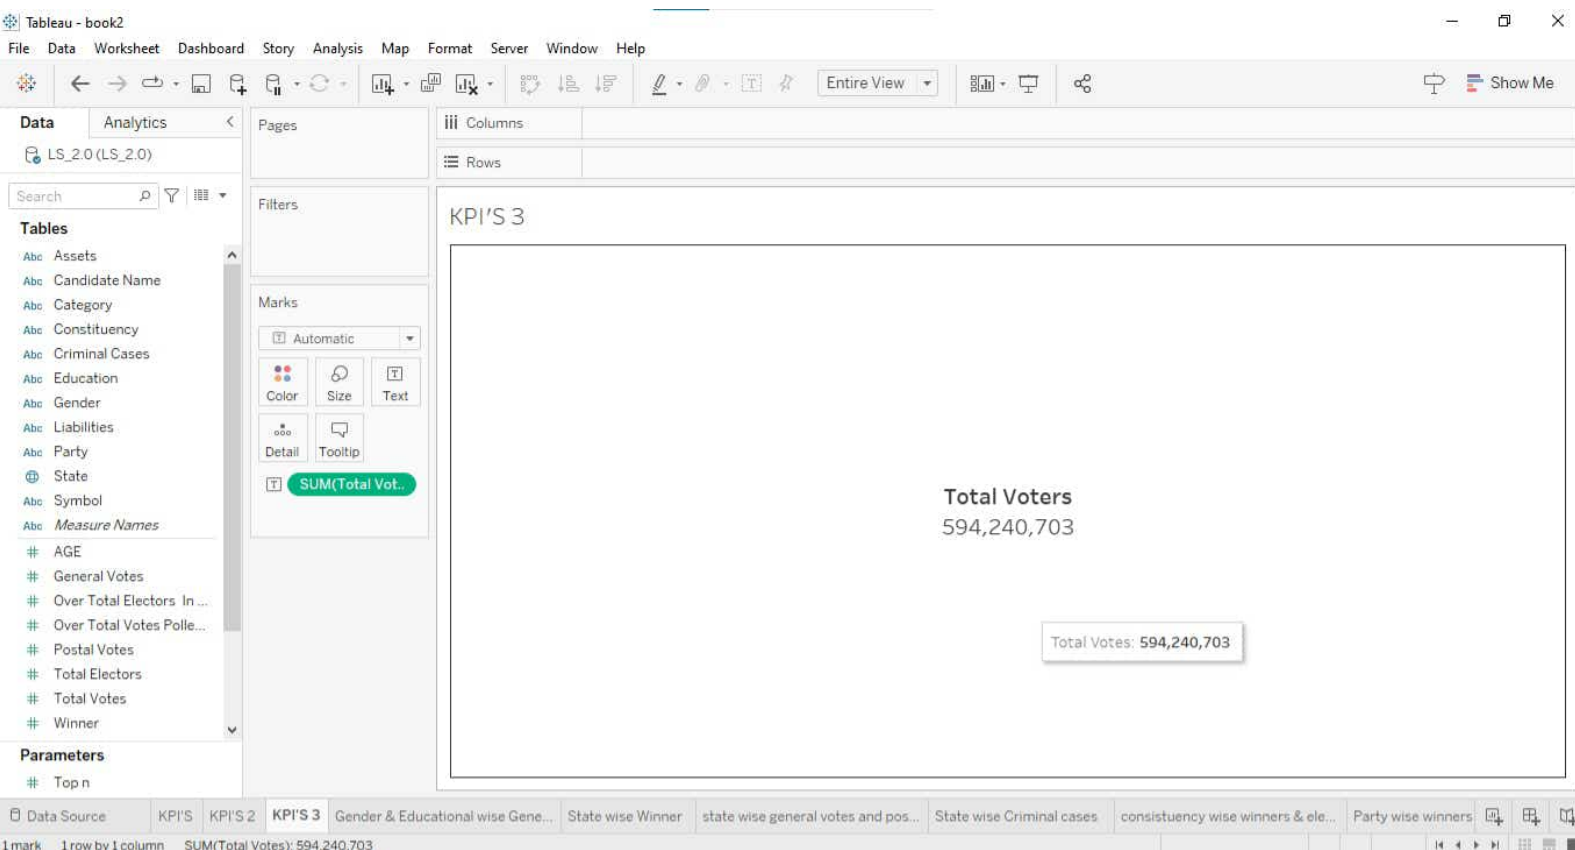 Tableau - book2
File Data Worksheet Dashboard Story Analysis Map Format Server Window Help
Entire View
Show Me
Data Analytics
LS_2.0 (LS_2.0)
Search
Tables
Abc Assets
Abc Candidate Name
Abc Category
Abc Constituency
Abc Criminal Cases
Abc Education
Abc Gender
Abc Liabilities
Abc Party
State
Abc Symbol
Abc Measure Names
# AGE
# General Votes
# Over Total Electors In ...
# Over Total Votes Polle...
# Postal Votes
# Total Electors
# Total Votes
# Winner
Parameters
# Top n
Pages
Filters
Marks
T Automatic
Color Size T Text
Detail Tooltip
T SUM(Total Vot..
Columns
Rows
KPI'S 3
Total Voters
594,240,703
Total Votes: 594,240,703
Data Source KPI'S KPI'S 2 KPI'S 3 Gender & Educational wise Gene... State wise Winner state wise general votes and pos... State wise Criminal cases consistuency wise winners & ele... Party wise winners
1 mark 1 row by 1 column SUM(Total Votes): 594,240,703